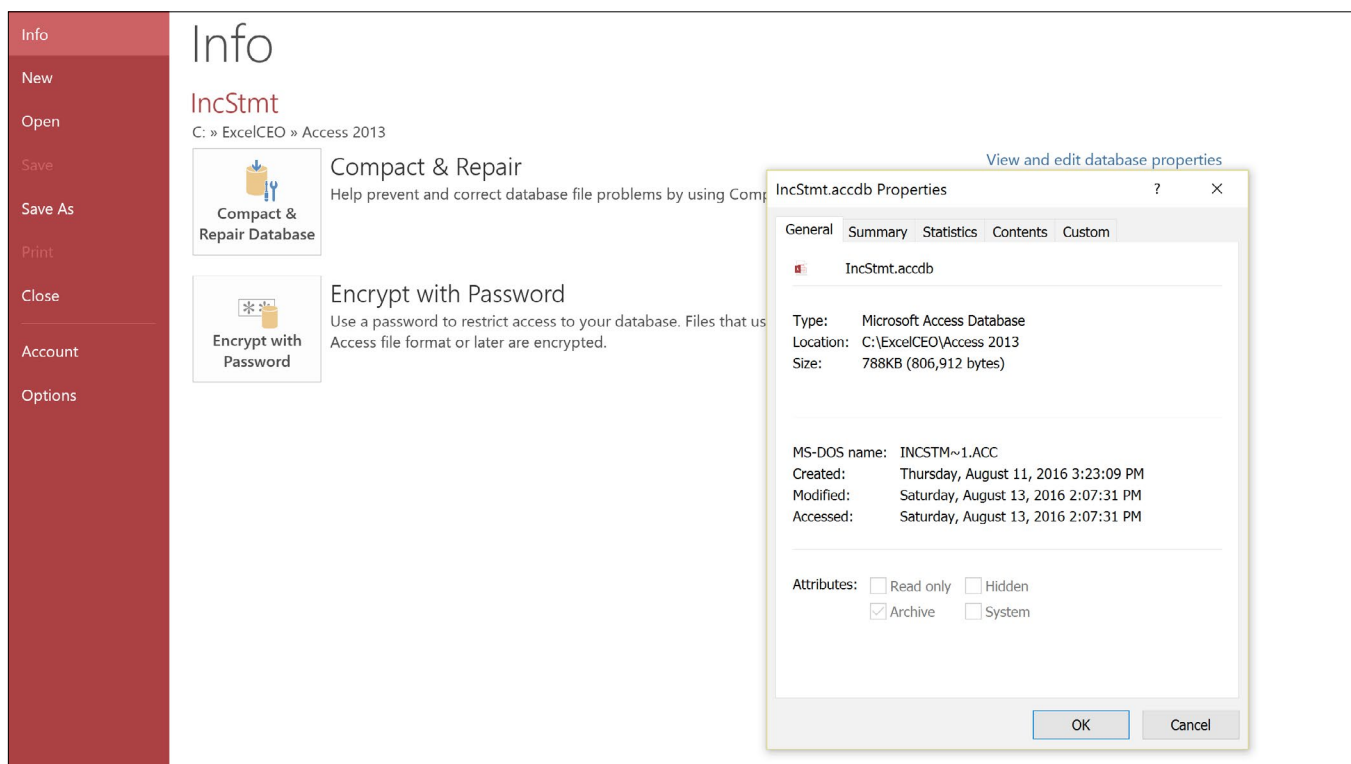 Info
New
Open
Save
Save As
Print
Close
Account
Options
Info
IncStmt
C: » ExcelCEO » Access 2013
Compact &
Repair Database
Compact & Repair
Help prevent and correct database file problems by using
Encrypt with
Password
Encrypt with Password
Use a password to restrict access to your database. Files that
Access file format or later are encrypted.
View and edit database properties
IncStmt.accdb Properties
?
General Summary Statistics Contents Custom
IncStmt.accdb
Type: Microsoft Access Database
Location: C:\ExcelCEO\Access 2013
Size: 788KB (806,912 bytes)
MS-DOS name: INCSTM~1.ACC
Created: Thursday, August 11, 2016 3:23:09 PM
Modified: Saturday, August 13, 2016 2:07:31 PM
Accessed: Saturday, August 13, 2016 2:07:31 PM
Attributes: Read only Hidden
Archive System
OK Cancel